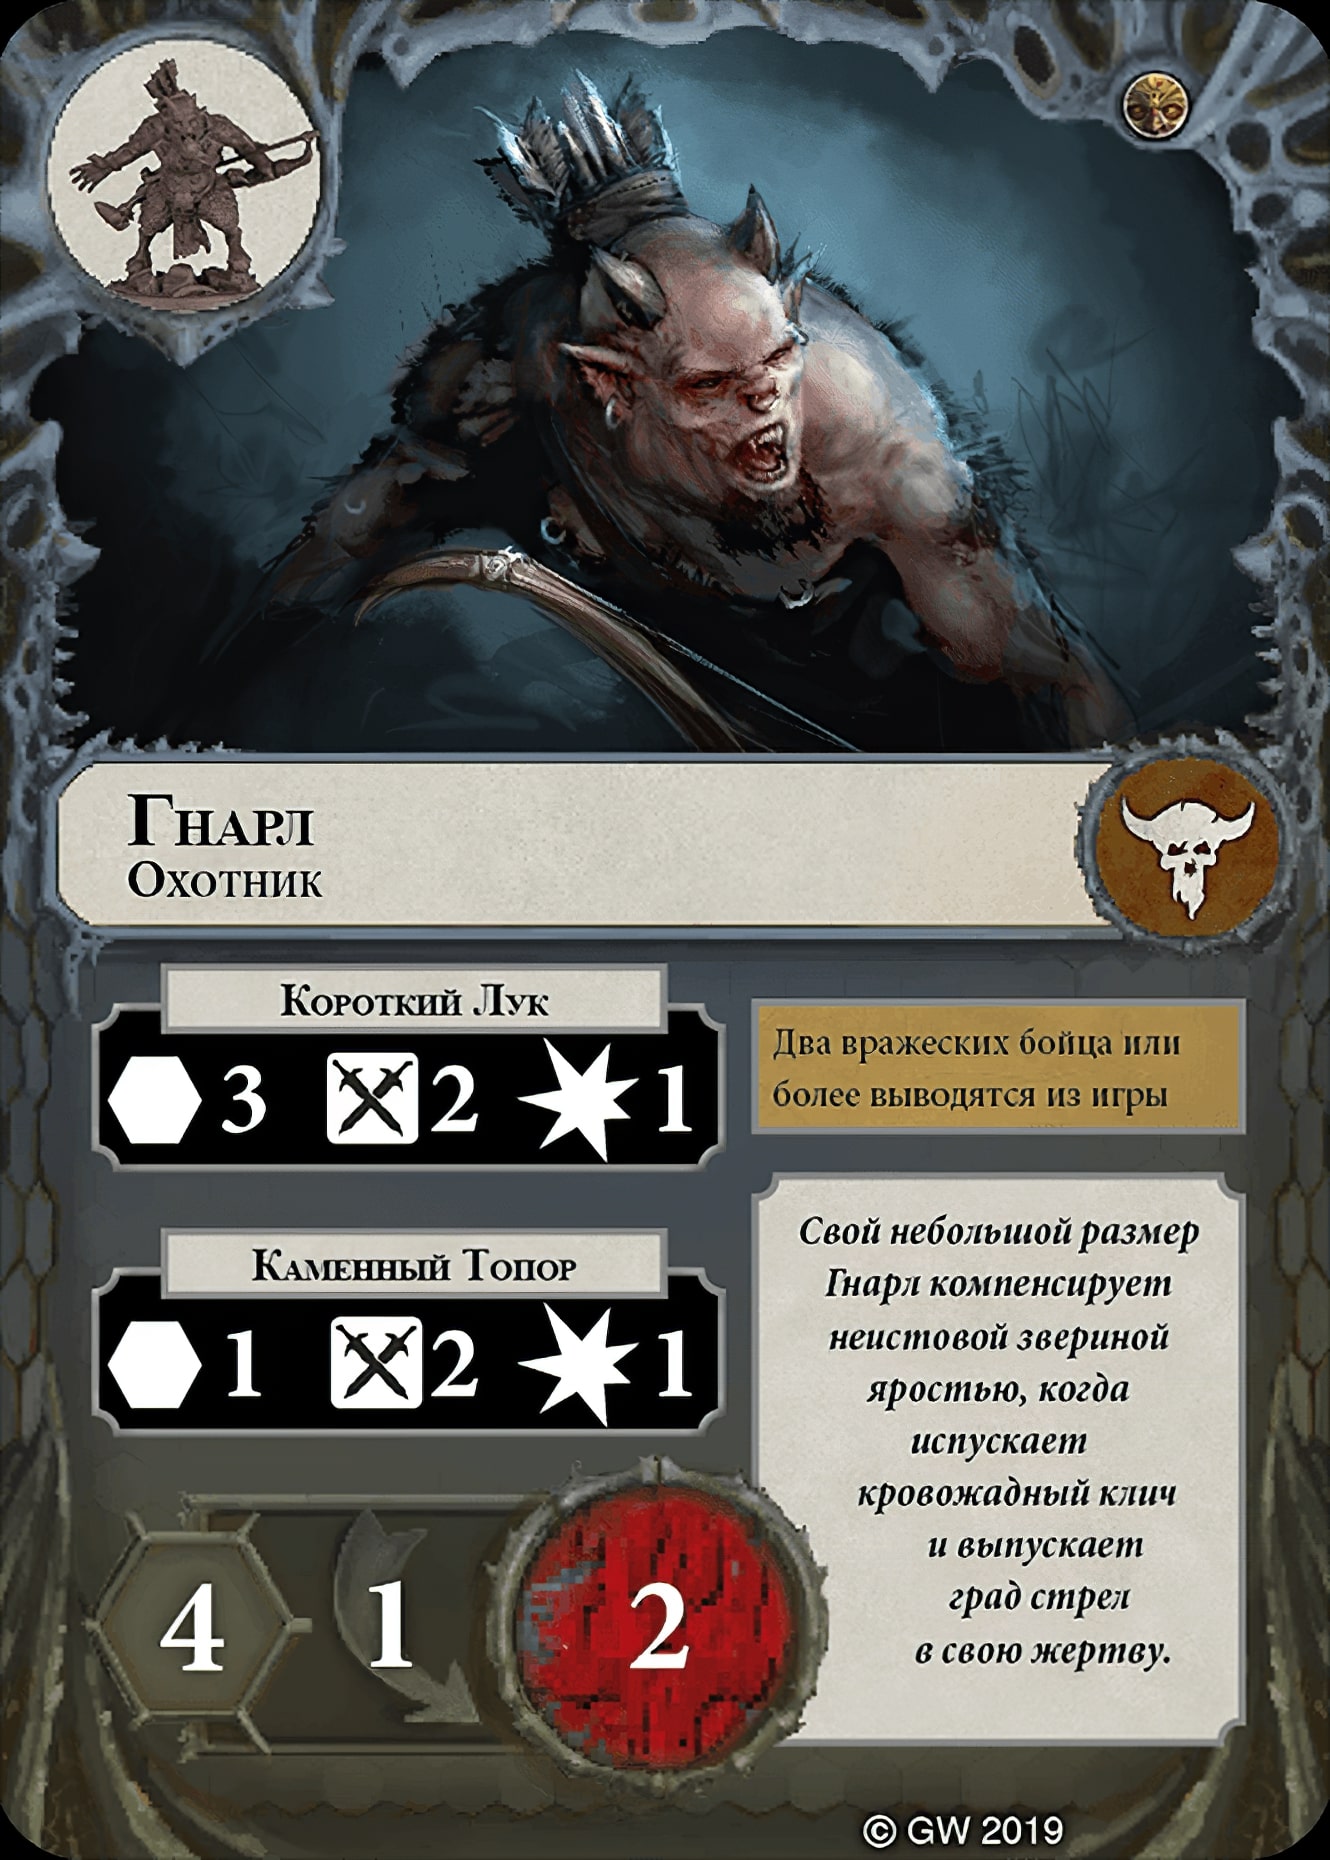 Гнарл
Охотник
Короткий Лук
3 2 1
Два вражеских бойца или
более выводятся из игры
Каменный Топор
1 2 1
Свой небольшой размер
Гнарл компенсирует
неистовой звериной
яростью, когда
испускает
кровожадный клич
и выпускает
град стрел
в свою жертву.
4 1 2
© GW 2019